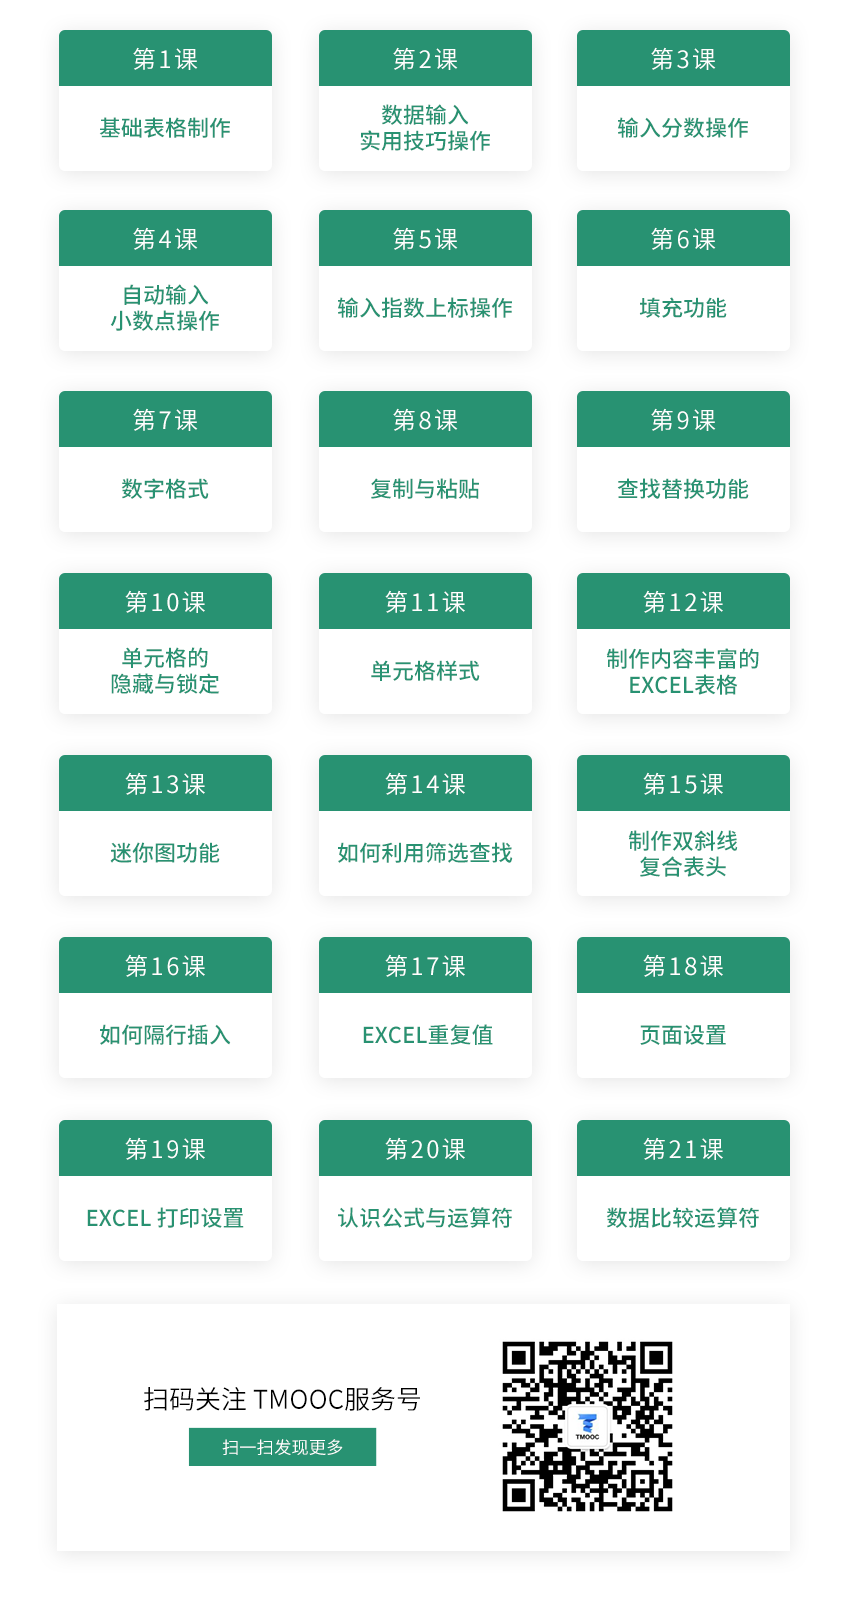 第1课
基础表格制作
第2课
数据输入
实用技巧操作
第3课
输入分数操作
第4课
自动输入
小数点操作
第5课
输入指数上标操作
第6课
填充功能
第7课
数字格式
第8课
复制与粘贴
第9课
查找替换功能
第10课
单元格的
隐藏与锁定
第11课
单元格样式
第12课
制作内容丰富的
EXCEL表格
第13课
迷你图功能
第14课
如何利用筛选查找
第15课
制作双斜线
复合表头
第16课
如何隔行插入
第17课
EXCEL重复值
第18课
页面设置
第19课
EXCEL 打印设置
第20课
认识公式与运算符
第21课
数据比较运算符
扫码关注 TMOOC服务号
扫一扫发现更多
TMOOC